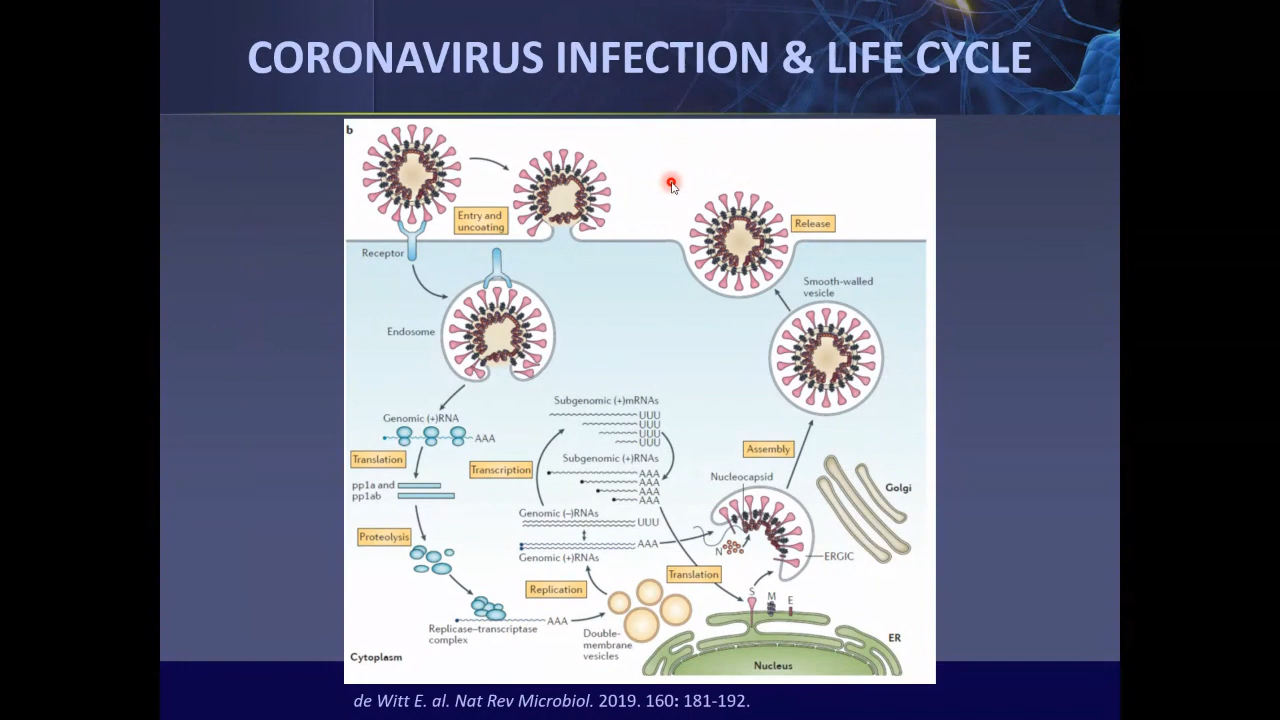 CORONAVIRUS INFECTION & LIFE CYCLE
b
Entry and
uncoating
Release
Receptor
Smooth-walled
vesicle
Endosome
Subgenomic (+)mRNAs
UUU
UUU
UUU
UUU
Genomic (+)RNA
AAA
Translation
Transcription
Subgenomic (+)RNAs
AAA
AAA
AAA
AAA
Assembly
Nucleocapsid
Golgi
pp1a and
pp1ab
Genomic (–)RNAs
UUU
AAA
Genomic (+)RNAs
Proteolysis
N
ERGIC
Replication
Translation
S
M
E
AAA
Replicase–transcriptase
complex
Double-
membrane
vesicles
ER
Cytoplasm
Nucleus
de Witt E. al. Nat Rev Microbiol. 2019. 160: 181-192.